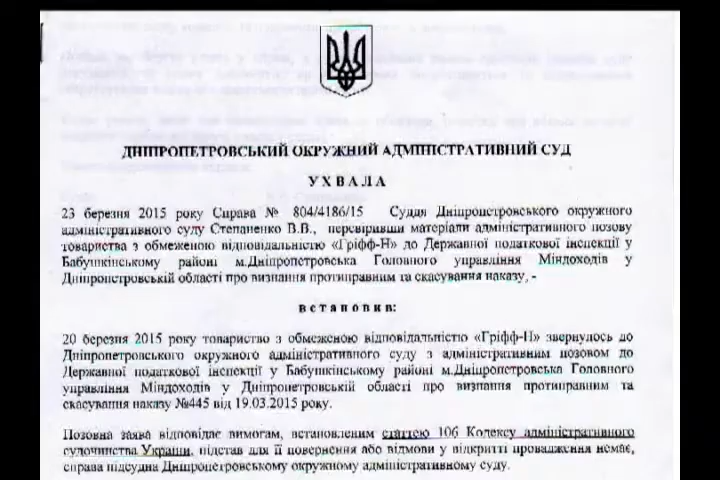 ДНІПРОПЕТРОВСЬКИЙ ОКРУЖНИЙ АДМІНІСТРАТИВНИЙ СУД
У Х В А Л А
23 березня 2015 року Справа № 804/4186/15 Суддя Дніпропетровського окружного
адміністративного суду Степаненко В.В., перевіривши матеріали адміністративного позову
товариства з обмеженою відповідальністю «Гріфф-Н» до Державної податкової інспекції у
Бабушкінському районі м.Дніпропетровська Головного управління Міндоходів у
Дніпропетровській області про визнання протиправним та скасування наказу, -
в с т а н о в и в:
20 березня 2015 року товариство з обмеженою відповідальністю «Гріфф-Н» звернулось до
Дніпропетровського окружного адміністративного суду з адміністративним позовом до
Державної податкової інспекції у Бабушкінському районі м.Дніпропетровська Головного
управління Міндоходів у Дніпропетровській області про визнання протиправним та
скасування наказу №445 від 19.03.2015 року.
Позовна заява відповідає вимогам, встановленим статтею 106 Кодексу адміністративного
судочинства України, підстав для її повернення або відмови у відкритті провадження немає,
справа підсудна Дніпропетровському окружному адміністративному суду.